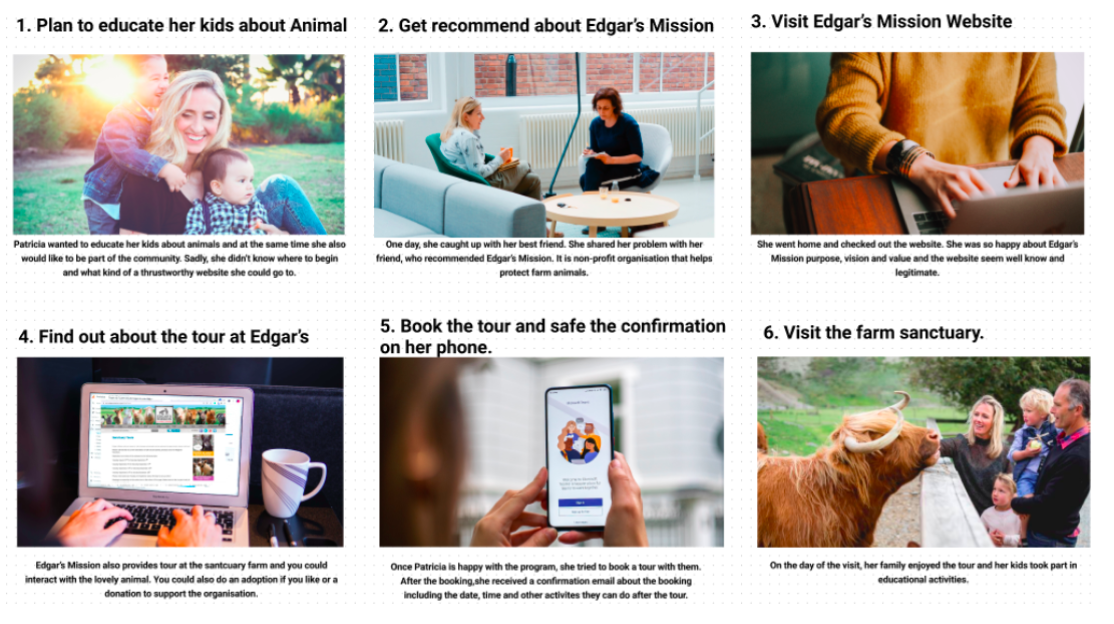 1. Plan to educate her kids about Animal
2. Get recommend about Edgar's Mission
3. Visit Edgar's Mission Website
Patricia wanted to educate her kids about animals and at the same time she also
would like to be part of the community. Sadly, she didn't know where to begin
and what kind of a thrustworthy website she could go to.
One day, she caught up with her best friend. She shared her problem with her
friend, who recommended Edgar's Mission. It is non-profit organisation that helps
protect farm animals.
She went home and checked out the website. She was so happy about Edgar's
Mission purpose, vision and value and the website seem well know and
legitimate.
4. Find out about the tour at Edgar's
5. Book the tour and safe the confirmation
on her phone.
6. Visit the farm sanctuary.
Edgar's Mission also provides tour at the santcuary farm and you could
interact with the lovely animal. You could also do an adoption if you like or a
donation to support the organisation.
Once Patricia is happy with the program, she tried to book a tour with them.
After the booking,she received a confirmation email about the booking
including the date, time and other activites they can do after the tour.
On the day of the visit, her family enjoyed the tour and her kids took part in
educational activities.